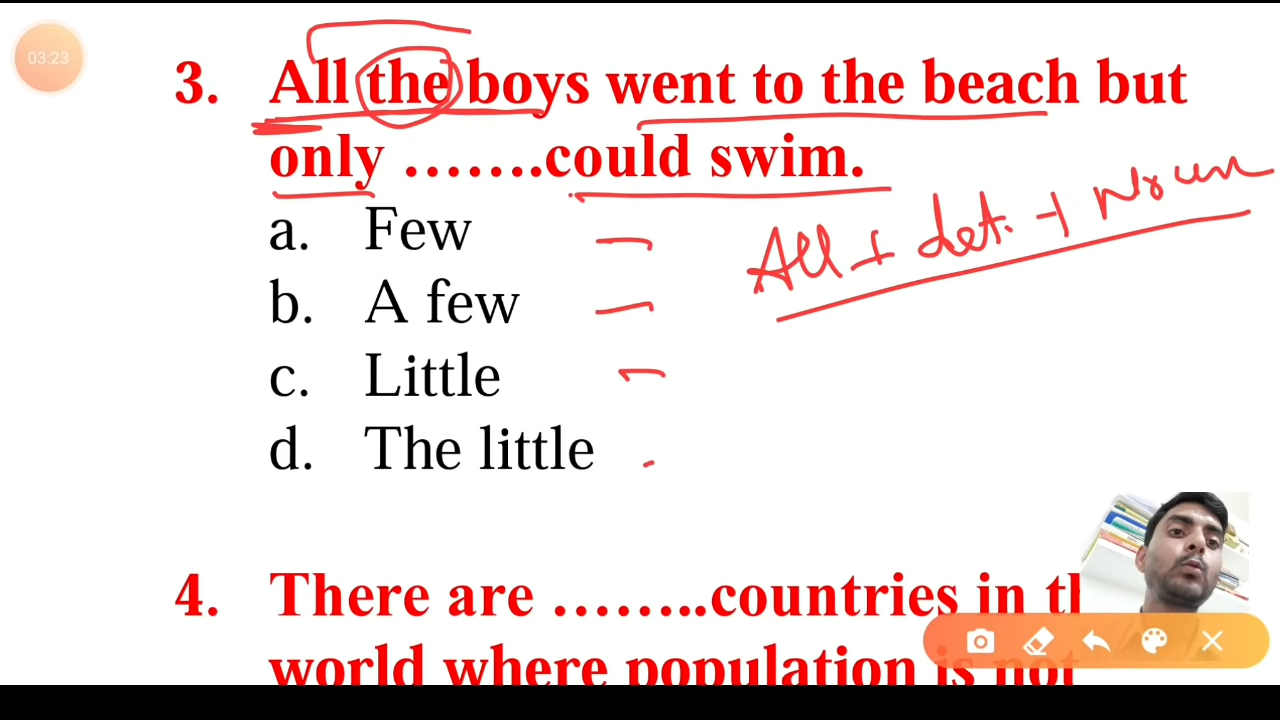 03:23
3. All the boys went to the beach but
only …….could swim.
All + det. + Noun
a. Few
b. A few
c. Little
d. The little
4. There are ……..countries in
world where population is not